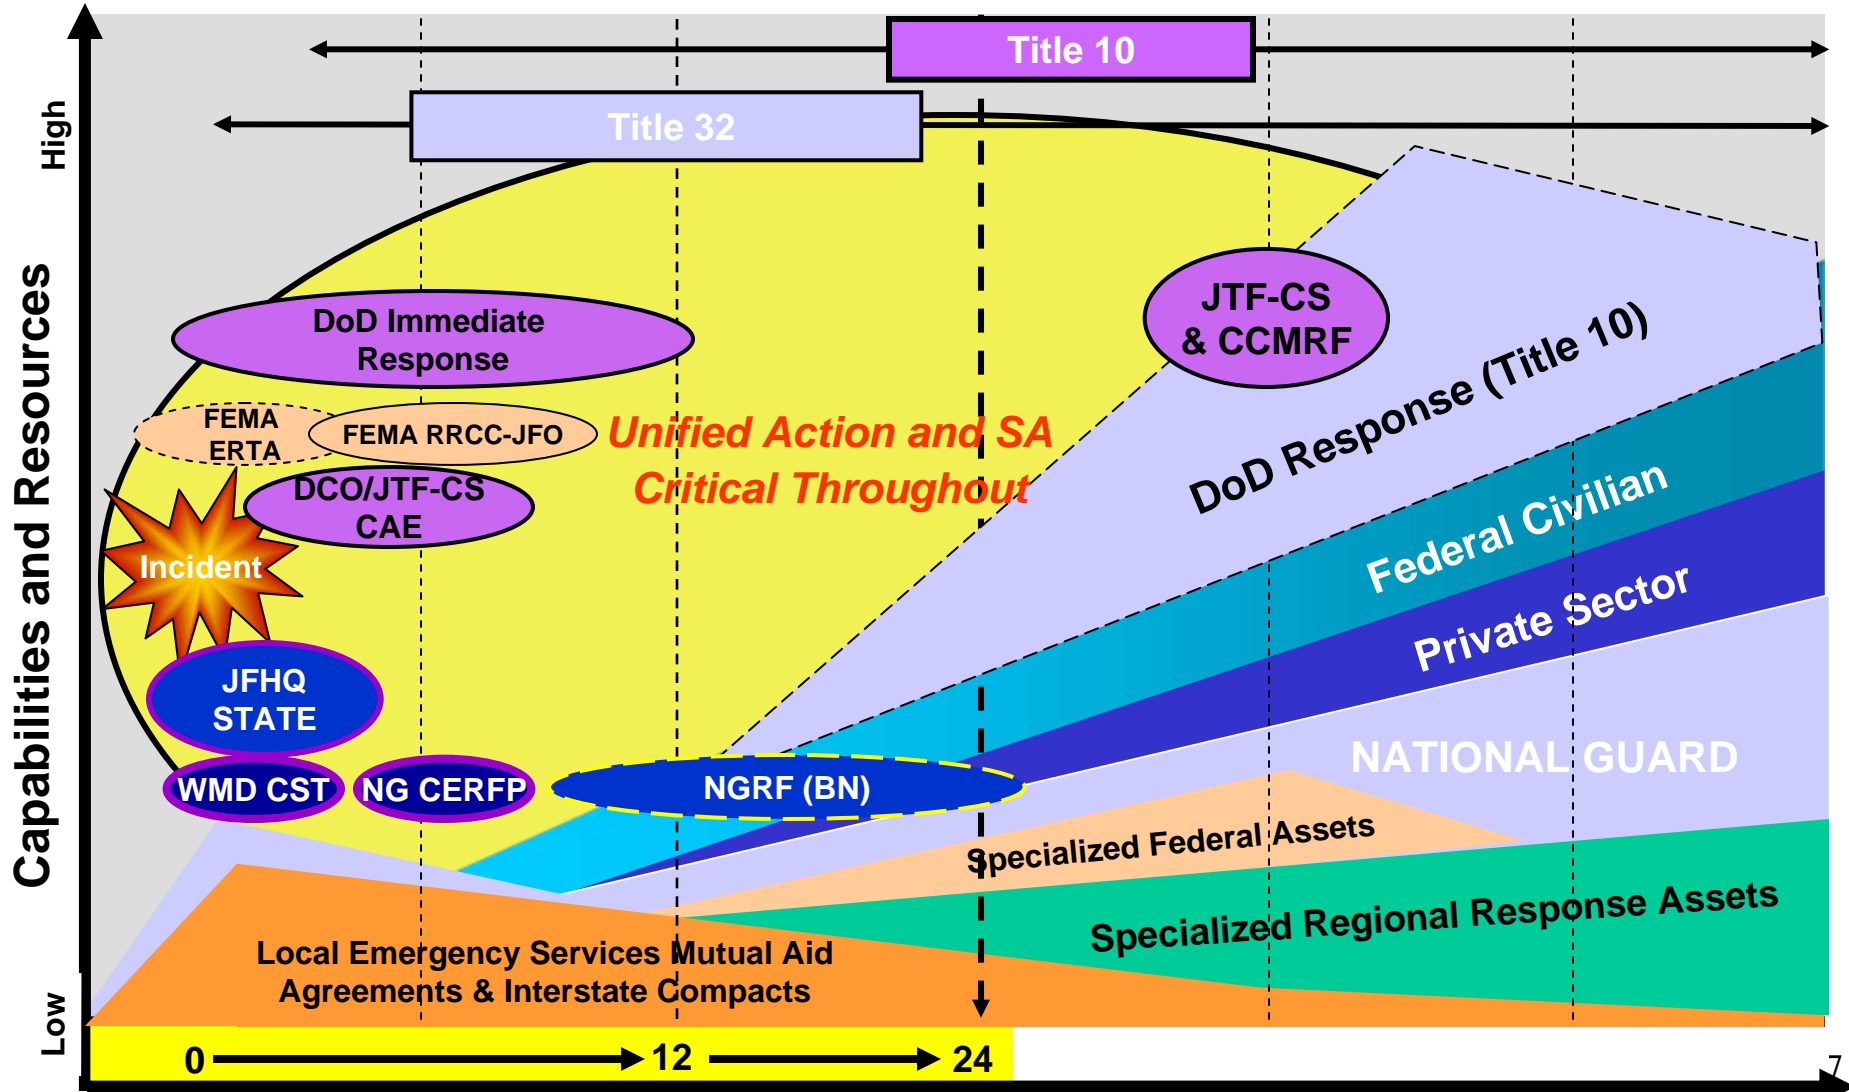 Title 10
Title 32
High
Capabilities and Resources
Low
DoD Immediate
Response
FEMA
ERTA
FEMA RRCC-JFO
DCO/JTF-CS
CAE
Incident
JFHQ
STATE
WMD CST
NG CERFP
NGRF (BN)
Unified Action and SA
Critical Throughout
JTF-CS
& CCMRF
DoD Response (Title 10)
Federal Civilian
Private Sector
NATIONAL GUARD
Specialized Federal Assets
Specialized Regional Response Assets
Local Emergency Services Mutual Aid
Agreements & Interstate Compacts
0 12 24
7